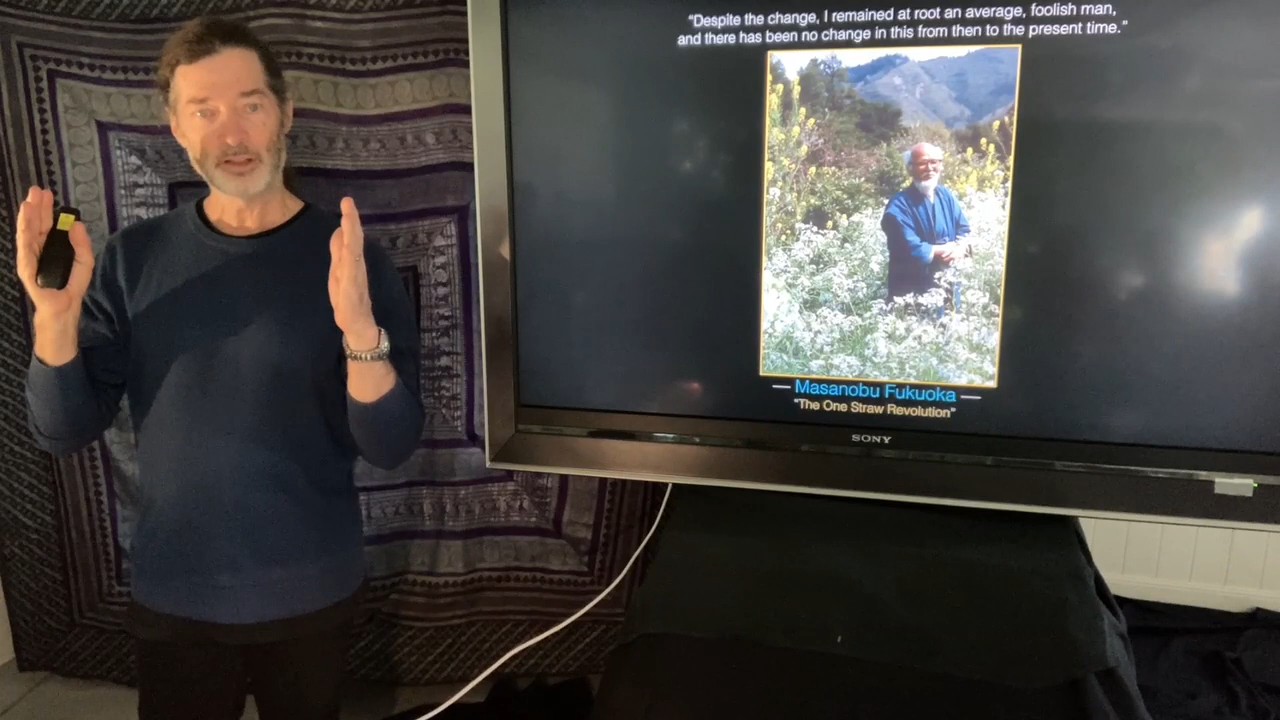 “Despite the change, I remained at root an average, foolish man,
and there has been no change in this from then to the present time.”
— Masanobu Fukuoka —
“The One Straw Revolution”
SONY